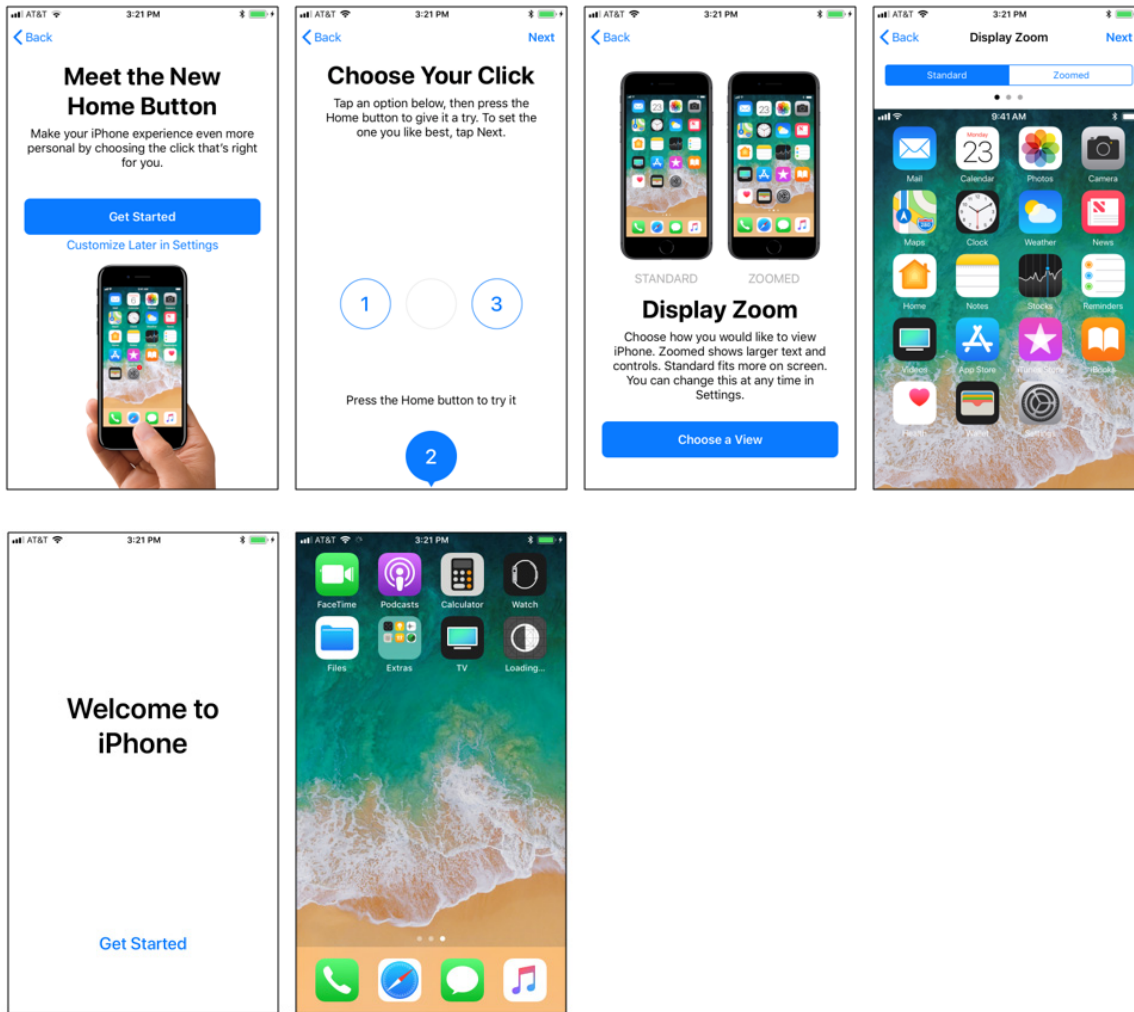 AT&T 3:21 PM
Back
Meet the New
Home Button
Make your iPhone experience even more
personal by choosing the click that's right
for you.
Get Started
Customize Later in Settings
AT&T 3:21 PM
Back Next
Choose Your Click
Tap an option below, then press the
Home button to give it a try. To set the
one you like best, tap Next.
1 3
Press the Home button to try it
2
AT&T 3:21 PM
Back
STANDARD ZOOMED
Display Zoom
Choose how you would like to view
iPhone. Zoomed shows larger text and
controls. Standard fits more on screen.
You can change this at any time in
Settings.
Choose a View
AT&T 3:21 PM
Back Display Zoom Next
Standard Zoomed
9:41 AM
Monday
23
Mail Calendar Photos Camera
Maps Clock Weather News
Home Notes Stocks Reminders
Videos App Store iTunes Store iBooks
Health Wallet Settings
AT&T 3:21 PM
Welcome to
iPhone
Get Started
AT&T 3:21 PM
FaceTime Podcasts Calculator Watch
Files Extras TV Loading...